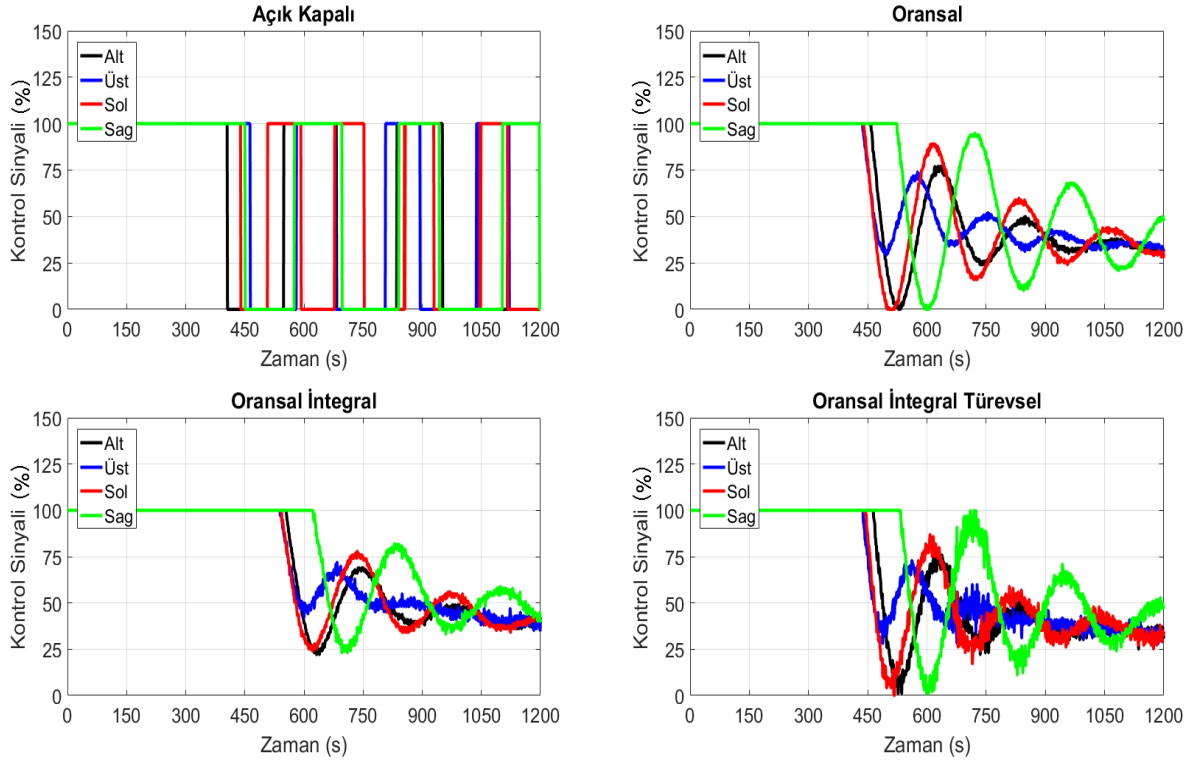 Açık Kapalı
Kontrol Sinyali (%)
150
125
100
75
50
25
0
Alt
Üst
Sol
Sag
0 150 300 450 600 750 900 1050 1200
Zaman (s)
Oransal
Kontrol Sinyali (%)
150
125
100
75
50
25
0
Alt
Üst
Sol
Sag
0 150 300 450 600 750 900 1050 1200
Zaman (s)
Oransal İntegral
Kontrol Sinyali (%)
150
125
100
75
50
25
0
Alt
Üst
Sol
Sag
0 150 300 450 600 750 900 1050 1200
Zaman (s)
Oransal İntegral Türevsel
Kontrol Sinyali (%)
150
125
100
75
50
25
0
Alt
Üst
Sol
Sag
0 150 300 450 600 750 900 1050 1200
Zaman (s)